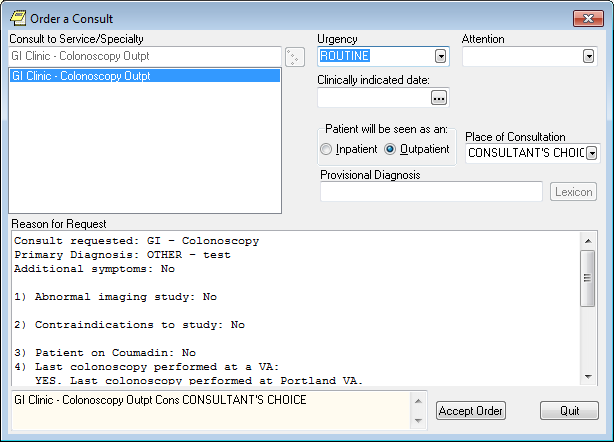 Order a Consult
Consult to Service/Specialty
GI Clinic - Colonoscopy Outpt
GI Clinic - Colonoscopy Outpt
Urgency
ROUTINE
Attention
Clinically indicated date:
...
Patient will be seen as an:
Inpatient
Outpatient
Place of Consultation
CONSULTANT'S CHOIC
Provisional Diagnosis
Lexicon
Reason for Request
Consult requested: GI - Colonoscopy
Primary Diagnosis: OTHER - test
Additional symptoms: No
1) Abnormal imaging study: No
2) Contraindications to study: No
3) Patient on Coumadin: No
4) Last colonoscopy performed at a VA:
YES. Last colonoscopy performed at Portland VA.
GI Clinic - Colonoscopy Outpt Cons CONSULTANT'S CHOICE
Accept Order
Quit